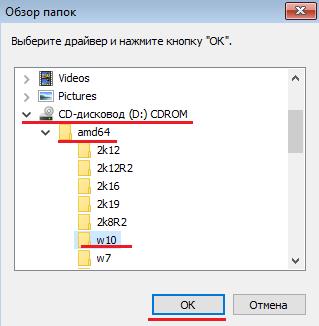 Обзор папок
Выберите драйвер и нажмите кнопку "ОК".
Videos
Pictures
CD-дисковод (D:) CDROM
amd64
2k12
2k12R2
2k16
2k19
2k8R2
w10
w7
ОК
Отмена